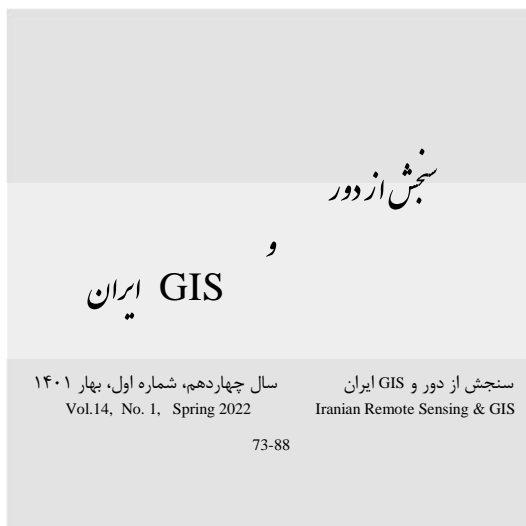 سنجش از دور
و
GIS ایران
سنجش از دور و GIS ایران
سال چهاردهم، شماره اول، بهار ۱۴۰۱
Iranian Remote Sensing & GIS
Vol.14, No. 1, Spring 2022
73-88